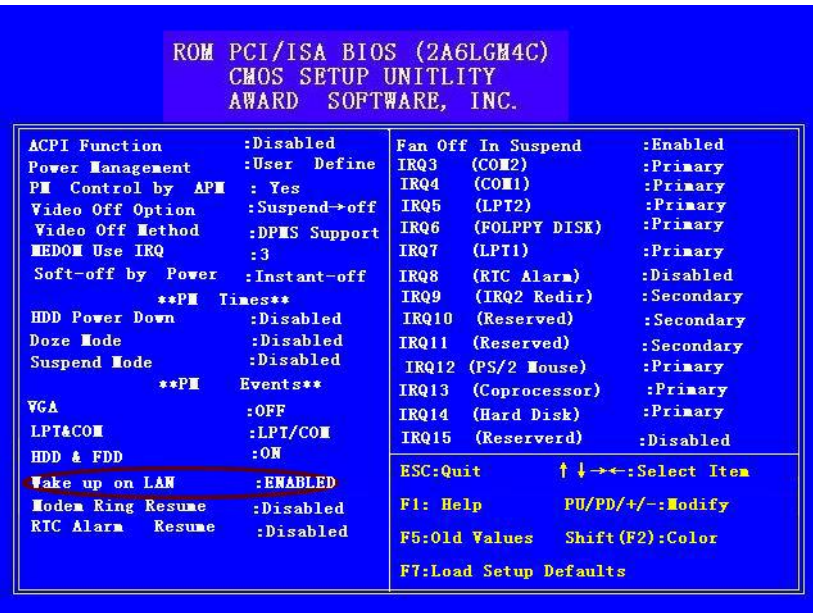 ROM PCI/ISA BIOS (2A6LGM4C)
CMOS SETUP UNITLITY
AWARD SOFTWARE, INC.
ACPI Function :Disabled
Power Management :User Define
PM Control by APM : Yes
Video Off Option :Suspend→off
Video Off Method :DPMS Support
MEDOM Use IRQ :3
Soft-off by Power :Instant-off
**PM Times**
HDD Power Down :Disabled
Doze Mode :Disabled
Suspend Mode :Disabled
**PM Events**
VGA :OFF
LPT&COM :LPT/COM
HDD & FDD :ON
Wake up on LAN :ENABLED
Modem Ring Resume :Disabled
RTC Alarm Resume :Disabled
Fan Off In Suspend :Enabled
IRQ3 (COM2) :Primary
IRQ4 (COM1) :Primary
IRQ5 (LPT2) :Primary
IRQ6 (FOLPPY DISK) :Primary
IRQ7 (LPT1) :Primary
IRQ8 (RTC Alarm) :Disabled
IRQ9 (IRQ2 Redir) :Secondary
IRQ10 (Reserved) :Secondary
IRQ11 (Reserved) :Secondary
IRQ12 (PS/2 Mouse) :Primary
IRQ13 (Coprocessor) :Primary
IRQ14 (Hard Disk) :Primary
IRQ15 (Reserverd) :Disabled
ESC:Quit ↑↓→←:Select Item
F1: Help PU/PD/+/-:Modify
F5:Old Values Shift(F2):Color
F7:Load Setup Defaults